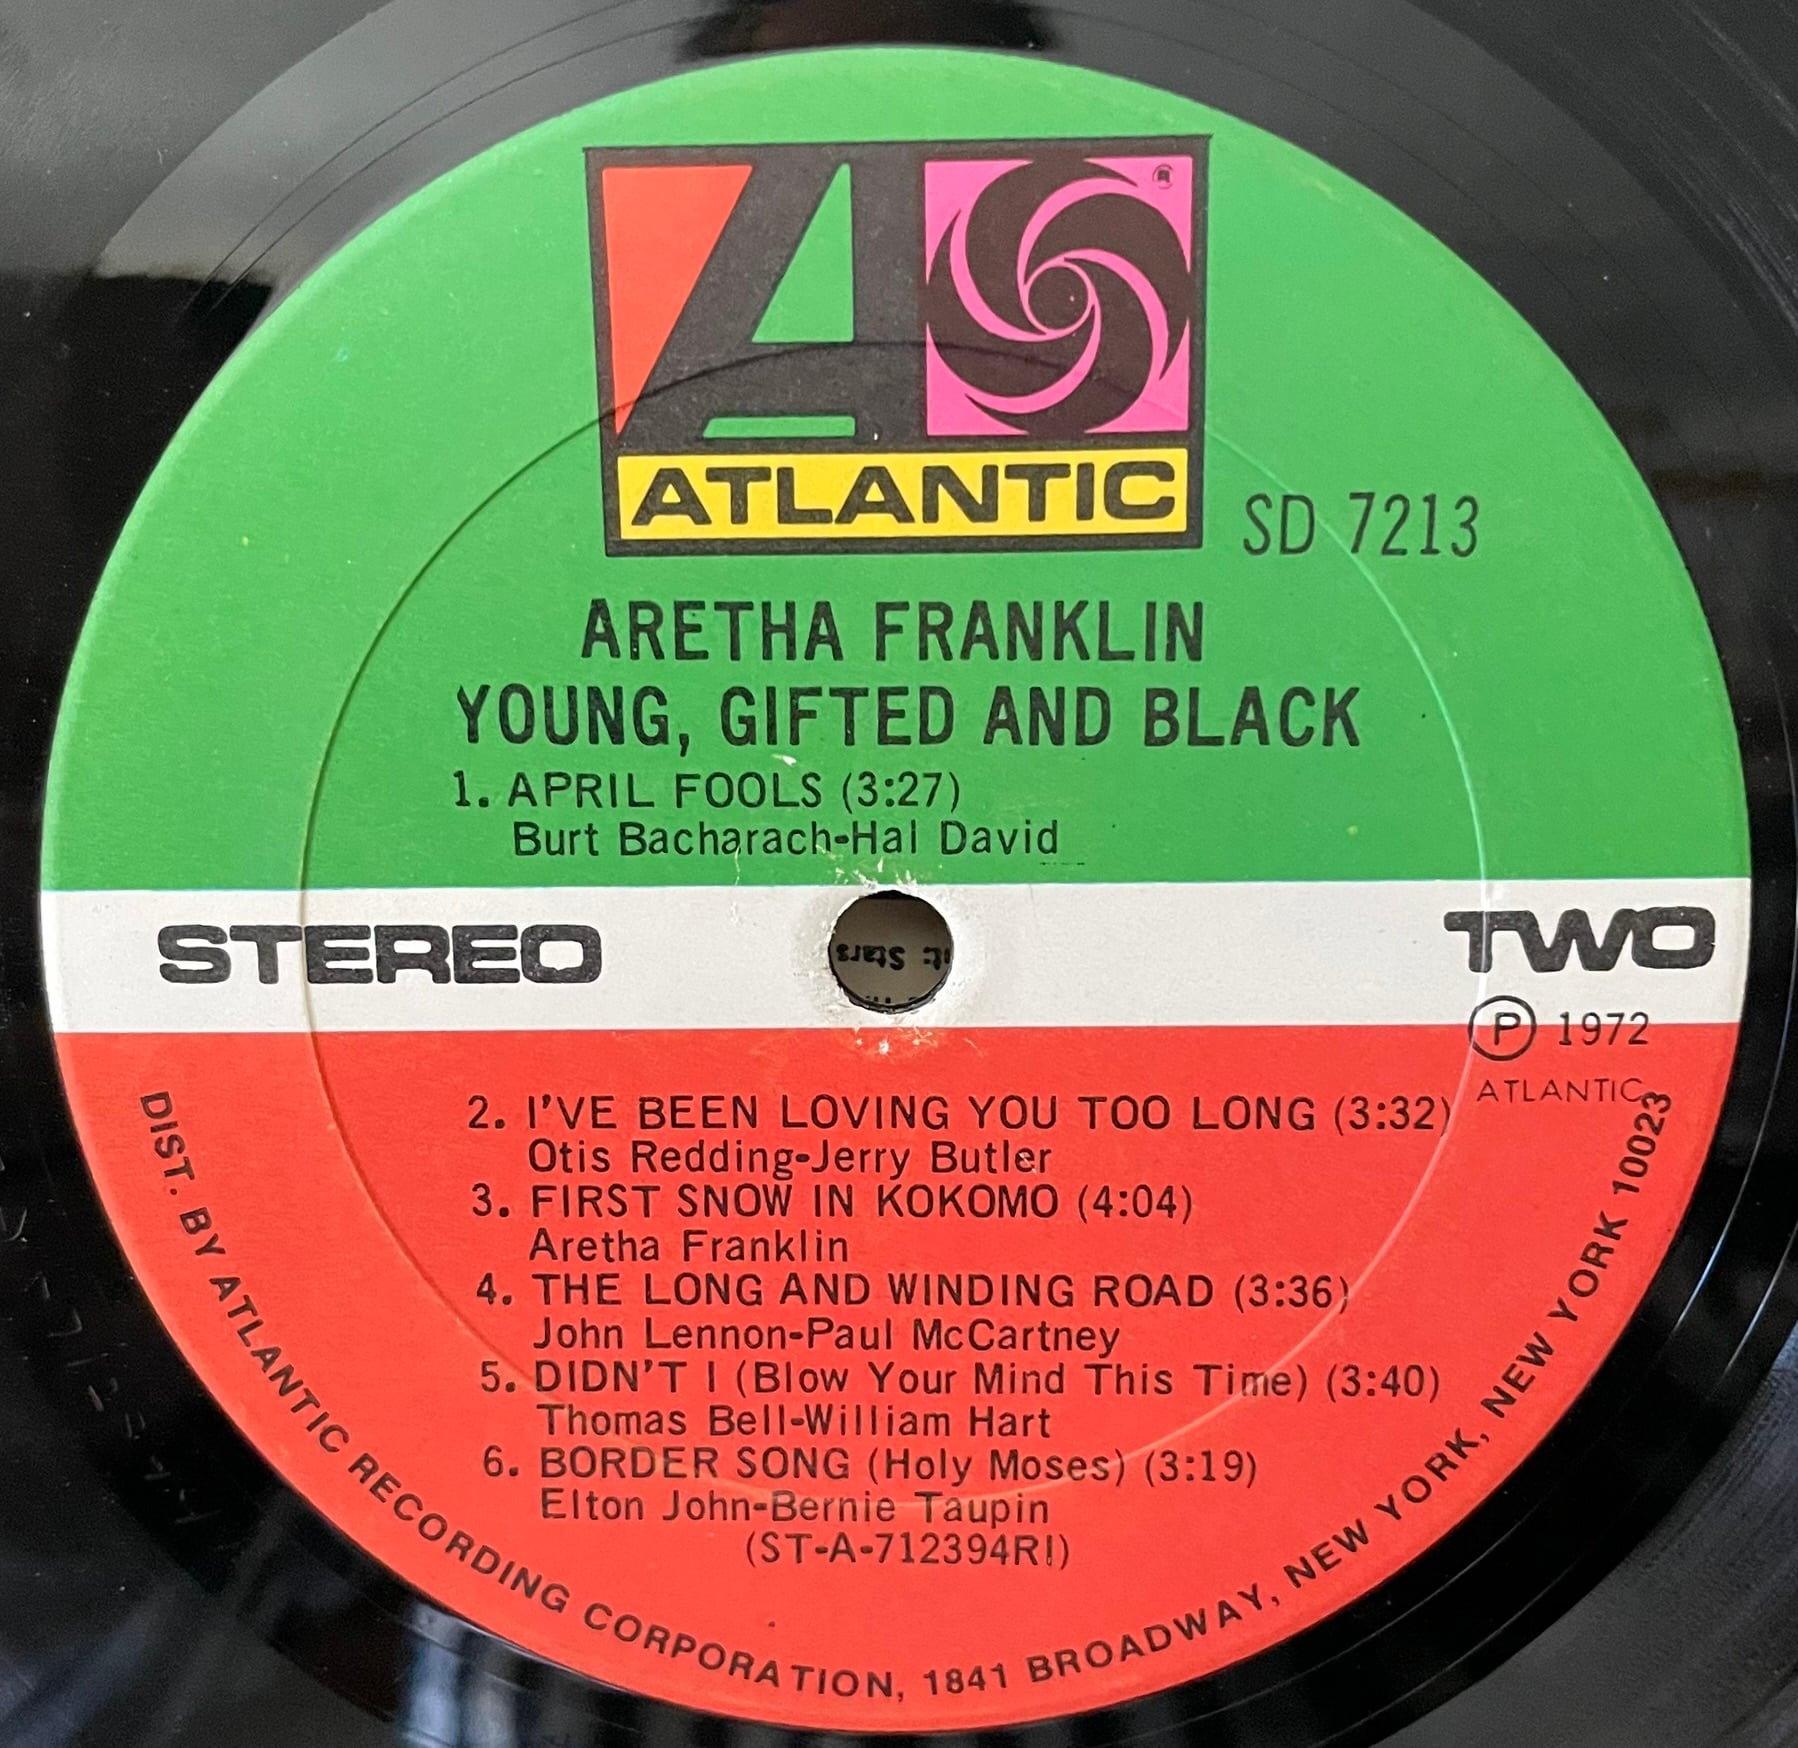 ATLANTIC
SD 7213
ARETHA FRANKLIN
YOUNG, GIFTED AND BLACK
1. APRIL FOOLS (3:27)
Burt Bacharach-Hal David
STEREO
TWO
Ⓟ 1972
ATLANTIC
2. I'VE BEEN LOVING YOU TOO LONG (3:32)
Otis Redding-Jerry Butler
3. FIRST SNOW IN KOKOMO (4:04)
Aretha Franklin
4. THE LONG AND WINDING ROAD (3:36)
John Lennon-Paul McCartney
5. DIDN'T I (Blow Your Mind This Time) (3:40)
Thomas Bell-William Hart
6. BORDER SONG (Holy Moses) (3:19)
Elton John-Bernie Taupin
(ST-A-712394RI)
DIST. BY ATLANTIC RECORDING CORPORATION, 1841 BROADWAY, NEW YORK, NEW YORK 10023
Stars